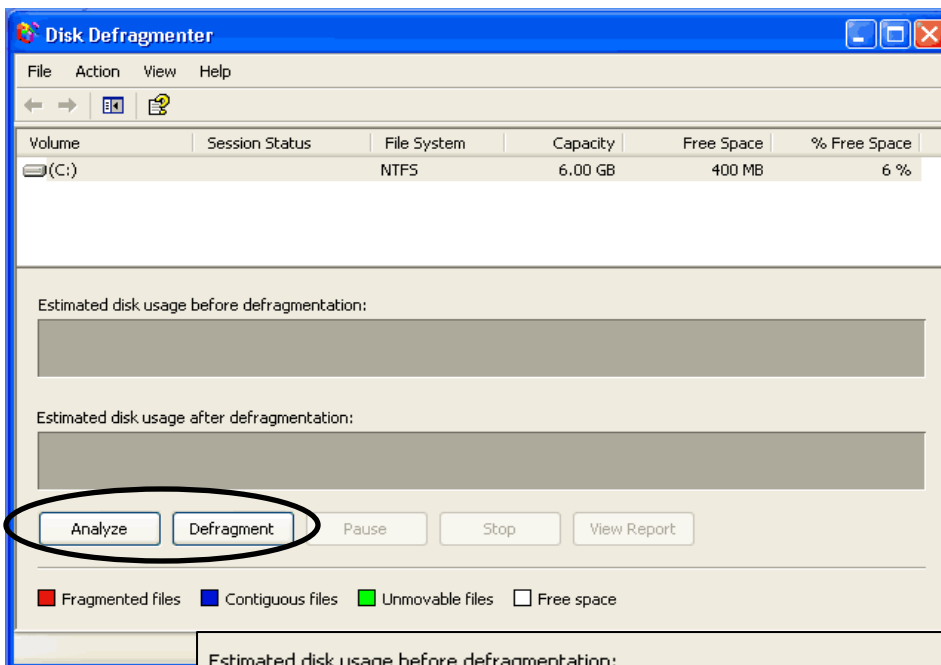 Disk Defragmenter
File Action View Help
Volume Session Status File System Capacity Free Space % Free Space
(C:) NTFS 6.00 GB 400 MB 6 %
Estimated disk usage before defragmentation:
Estimated disk usage after defragmentation:
Analyze Defragment Pause Stop View Report
Fragmented files Contiguous files Unmovable files Free space
Estimated disk usage before defragmentation: